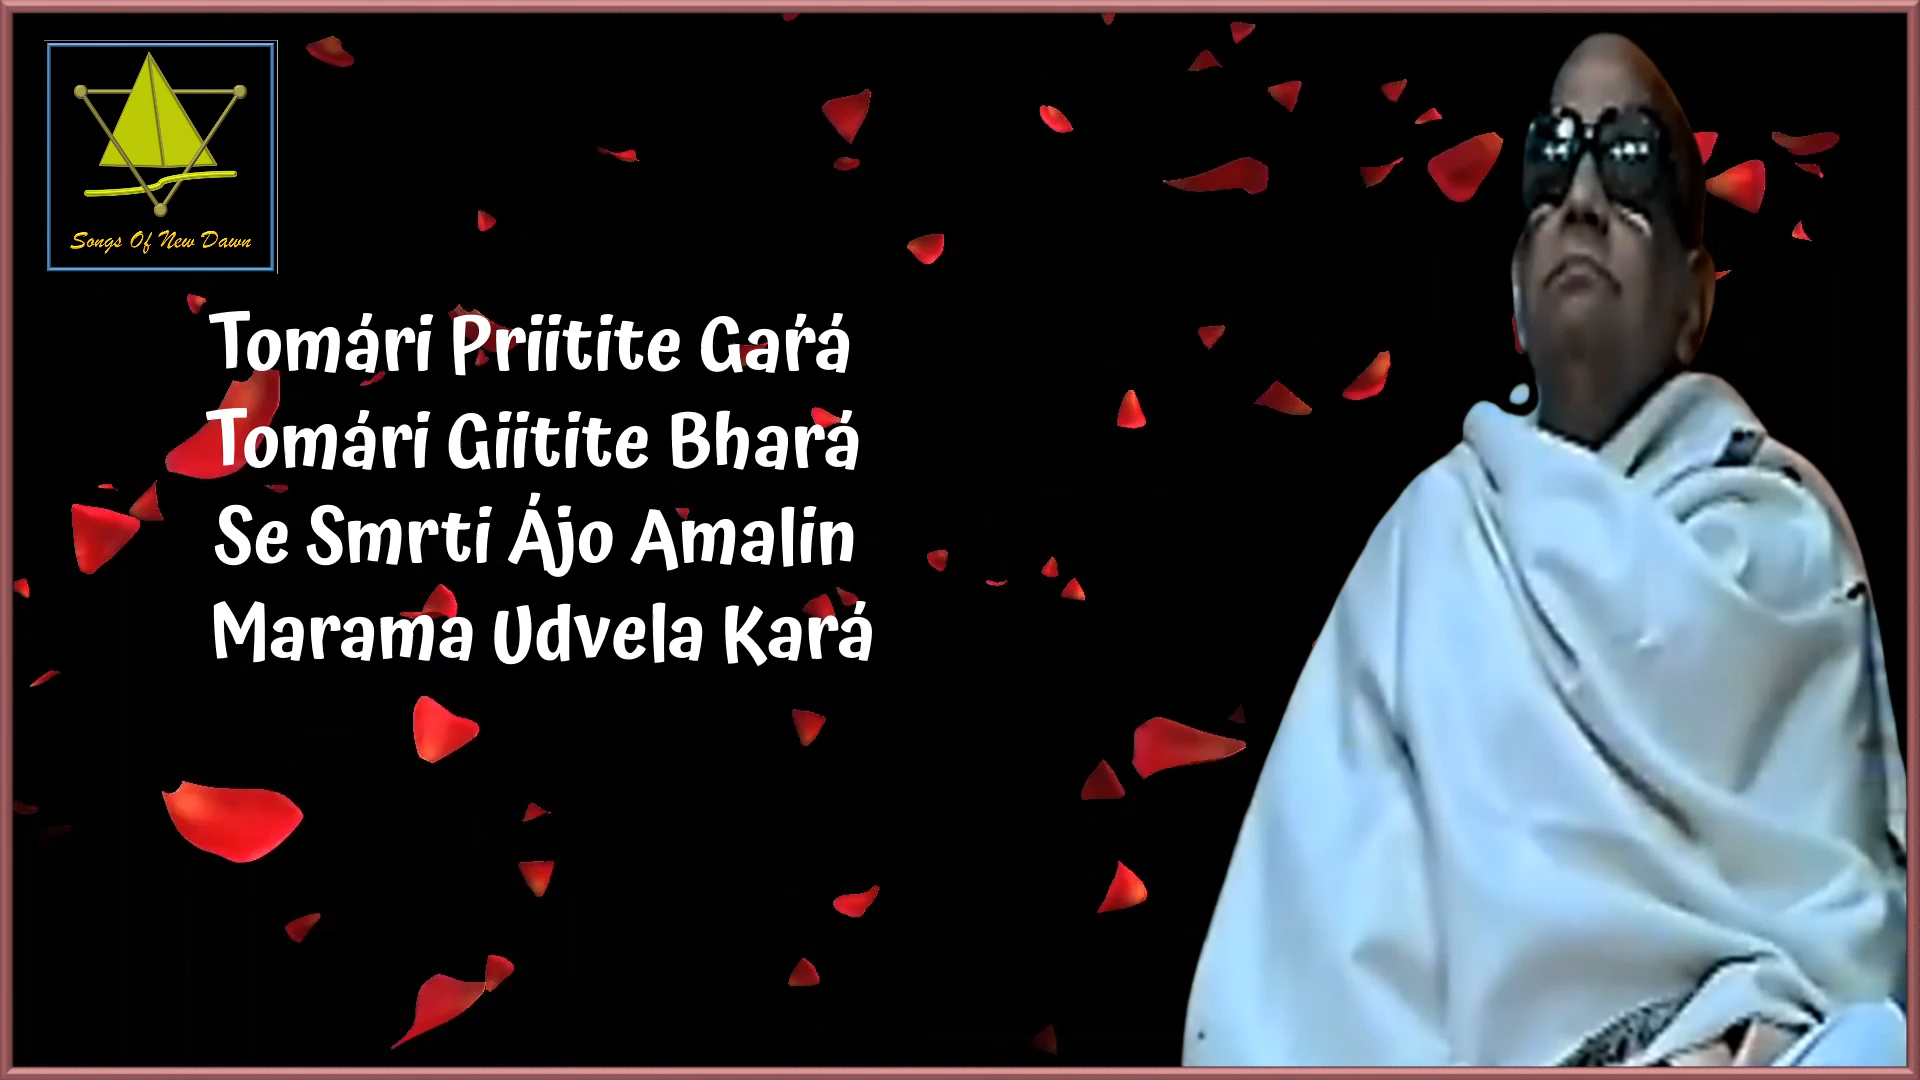 Songs Of New Dawn
Tomári Priitite Gaŕá
Tomári Giitite Bhará
Se Smrti Ájo Amalin
Marama Udvela Kará